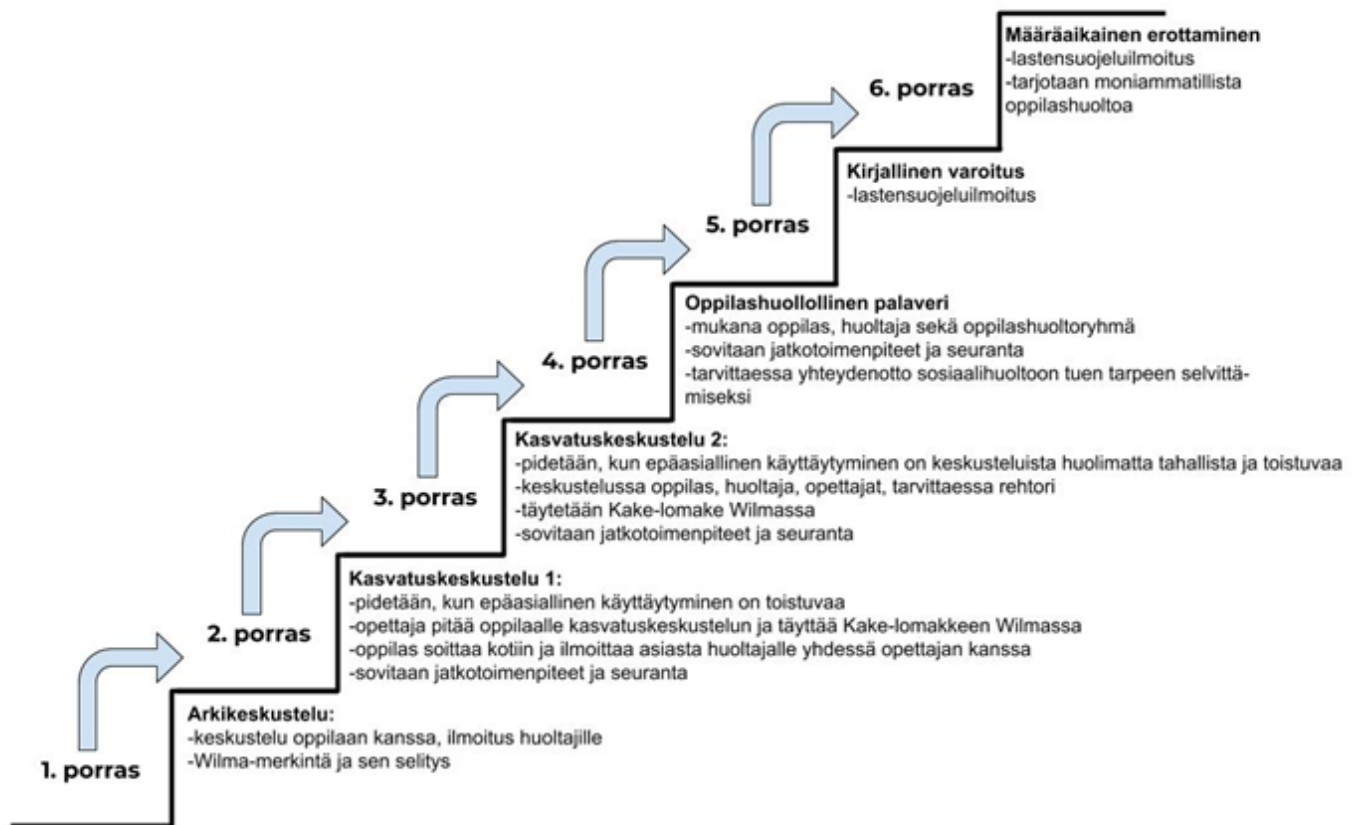 1. porras
Arkikeskustelu:
-keskustelu oppilaan kanssa, ilmoitus huoltajille
-Wilma-merkintä ja sen selitys
2. porras
Kasvatuskeskustelu 1:
-pidetään, kun epäasiallinen käyttäytyminen on toistuvaa
-opettaja pitää oppilaalle kasvatuskeskustelun ja täyttää Kake-lomakkeen Wilmassa
-oppilas soittaa kotiin ja ilmoittaa asiasta huoltajalle yhdessä opettajan kanssa
-sovitaan jatkotoimenpiteet ja seuranta
3. porras
Kasvatuskeskustelu 2:
-pidetään, kun epäasiallinen käyttäytyminen on keskusteluista huolimatta tahallista ja toistuvaa
-keskustelussa oppilas, huoltaja, opettajat, tarvittaessa rehtori
-täytetään Kake-lomake Wilmassa
-sovitaan jatkotoimenpiteet ja seuranta
4. porras
Oppilashuollollinen palaveri
-mukana oppilas, huoltaja sekä oppilashuoltoryhmä
-sovitaan jatkotoimenpiteet ja seuranta
-tarvittaessa yhteydenotto sosiaalihuoltoon tuen tarpeen selvittä-
miseksi
5. porras
Kirjallinen varoitus
-lastensuojeluilmoitus
6. porras
Määräaikainen erottaminen
-lastensuojeluilmoitus
-tarjotaan moniammatillista
oppilashuoltoa